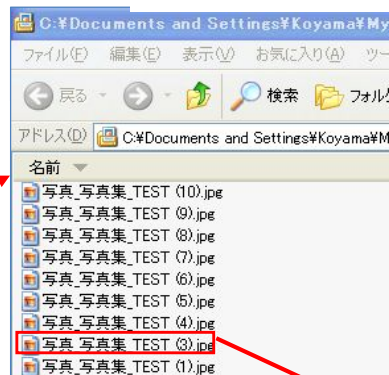 C:¥Documents and Settings¥Koyama¥My
ファイル(F) 編集(E) 表示(V) お気に入り(A) ツー
戻る 検索 フォル
アドレス(D) C:¥Documents and Settings¥Koyama¥M
名前
写真_写真集_TEST (10).jpg
写真_写真集_TEST (9).jpg
写真_写真集_TEST (8).jpg
写真_写真集_TEST (7).jpg
写真_写真集_TEST (6).jpg
写真_写真集_TEST (5).jpg
写真_写真集_TEST (4).jpg
写真_写真集_TEST (3).jpg
写真_写真集_TEST (1).jpg